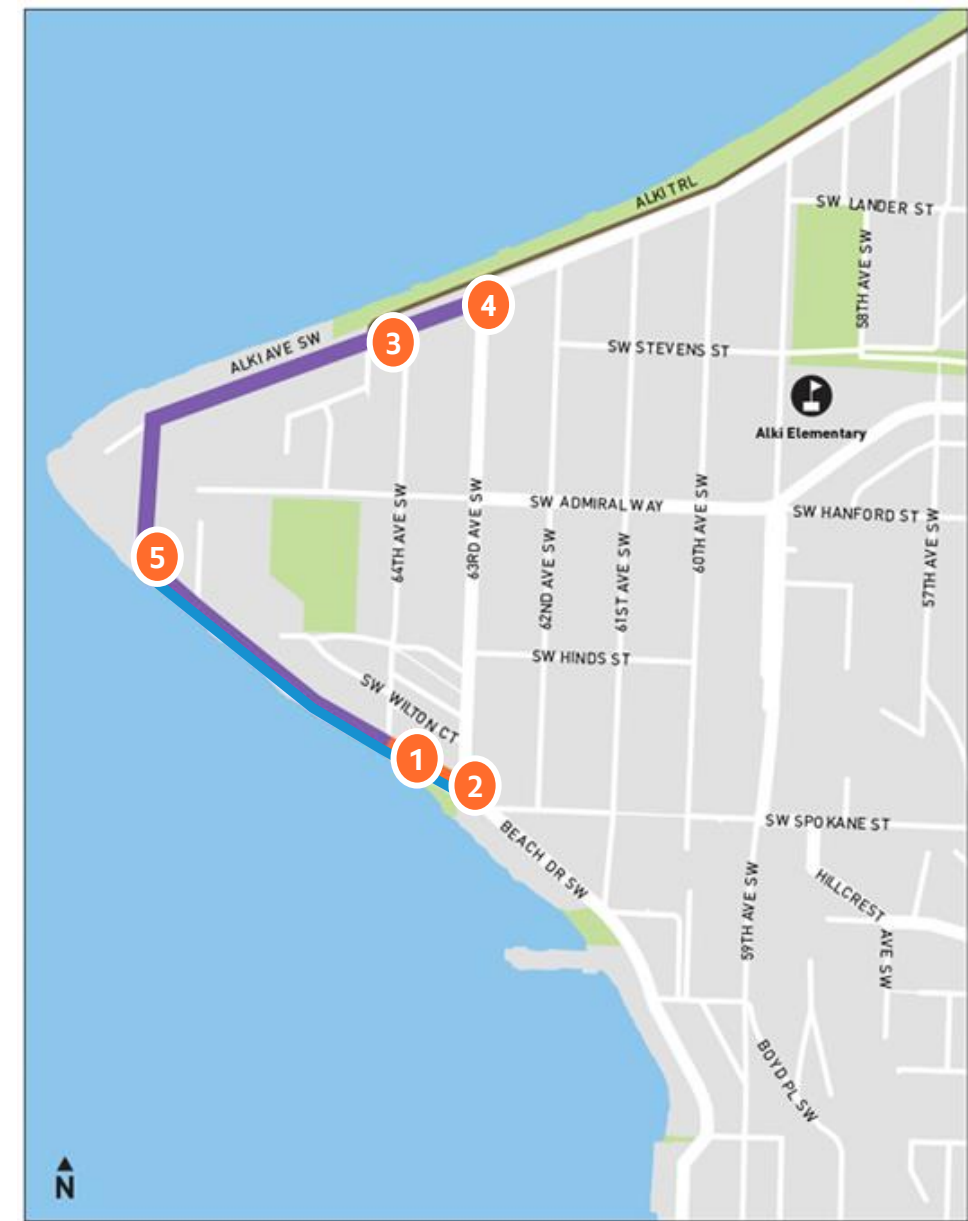 ALKI TRL
SW LANDER ST
58TH AVE SW
4
3
ALKI AVE SW
SW STEVENS ST
Alki Elementary
SW ADMIRAL WAY
SW HANFORD ST
64TH AVE SW
63RD AVE SW
62ND AVE SW
61ST AVE SW
60TH AVE SW
57TH AVE SW
5
SW HINDS ST
SW WILTON CT
1
2
SW SPOKANE ST
BEACH DR SW
59TH AVE SW
HILLCREST AVE SW
BOYD PL SW
N